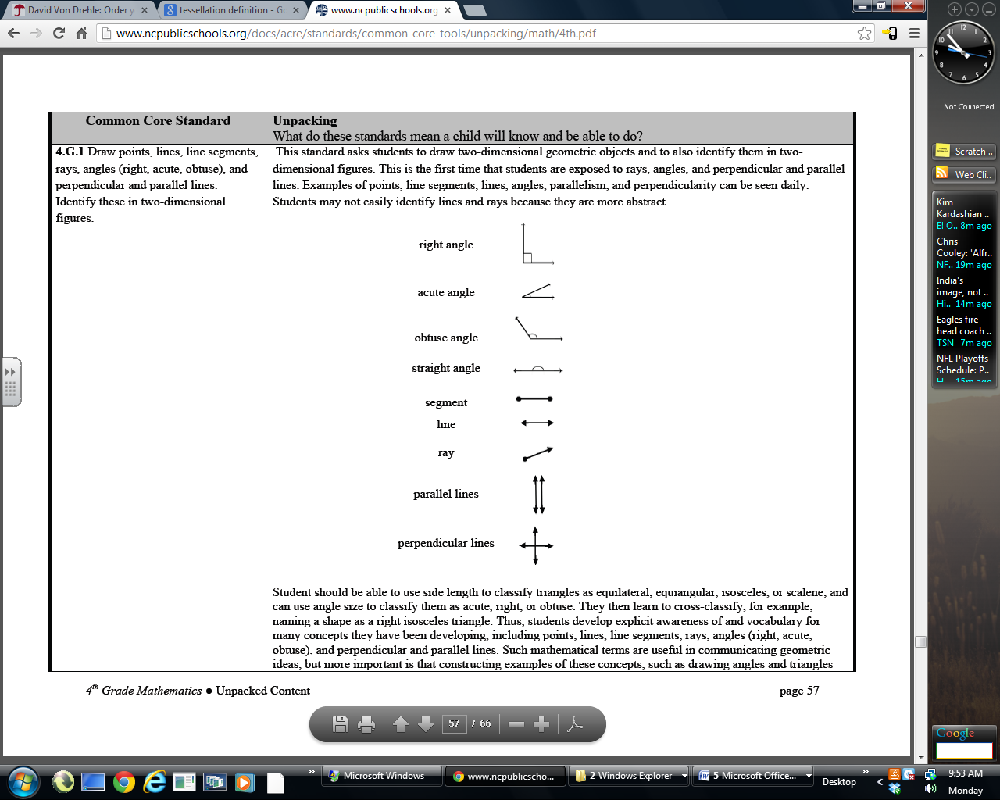 David Von Drehle: Order y
tessellation definition - Go
www.ncpublicschools.org
www.ncpublicschools.org/docs/acre/standards/common-core-tools/unpacking/math/4th.pdf
Common Core Standard
Unpacking
What do these standards mean a child will know and be able to do?
4.G.1 Draw points, lines, line segments,
rays, angles (right, acute, obtuse), and
perpendicular and parallel lines.
Identify these in two-dimensional
figures.
This standard asks students to draw two-dimensional geometric objects and to also identify them in two-
dimensional figures. This is the first time that students are exposed to rays, angles, and perpendicular and parallel
lines. Examples of points, line segments, lines, angles, parallelism, and perpendicularity can be seen daily.
Students may not easily identify lines and rays because they are more abstract.
right angle
acute angle
obtuse angle
straight angle
segment
line
ray
parallel lines
perpendicular lines
Student should be able to use side length to classify triangles as equilateral, equiangular, isosceles, or scalene; and
can use angle size to classify them as acute, right, or obtuse. They then learn to cross-classify, for example,
naming a shape as a right isosceles triangle. Thus, students develop explicit awareness of and vocabulary for
many concepts they have been developing, including points, lines, line segments, rays, angles (right, acute,
obtuse), and perpendicular and parallel lines. Such mathematical terms are useful in communicating geometric
ideas, but more important is that constructing examples of these concepts, such as drawing angles and triangles
4th Grade Mathematics ● Unpacked Content
page 57
57 / 66
12
1
2
3
4
5
6
7
8
9
10
11
Not Connected
Scratch ..
Web Cli..
Kim
Kardashian ..
E! O.. 8m ago
Chris
Cooley: 'Alfr..
NF.. 19m ago
India's
image, not ..
Hi.. 14m ago
Eagles fire
head coach ..
TSN 7m ago
NFL Playoffs
Schedule: P..
H... 15m ago
Google
Microsoft Windows
www.ncpublicscho...
2 Windows Explorer
5 Microsoft Office...
Desktop
9:53 AM
Monday